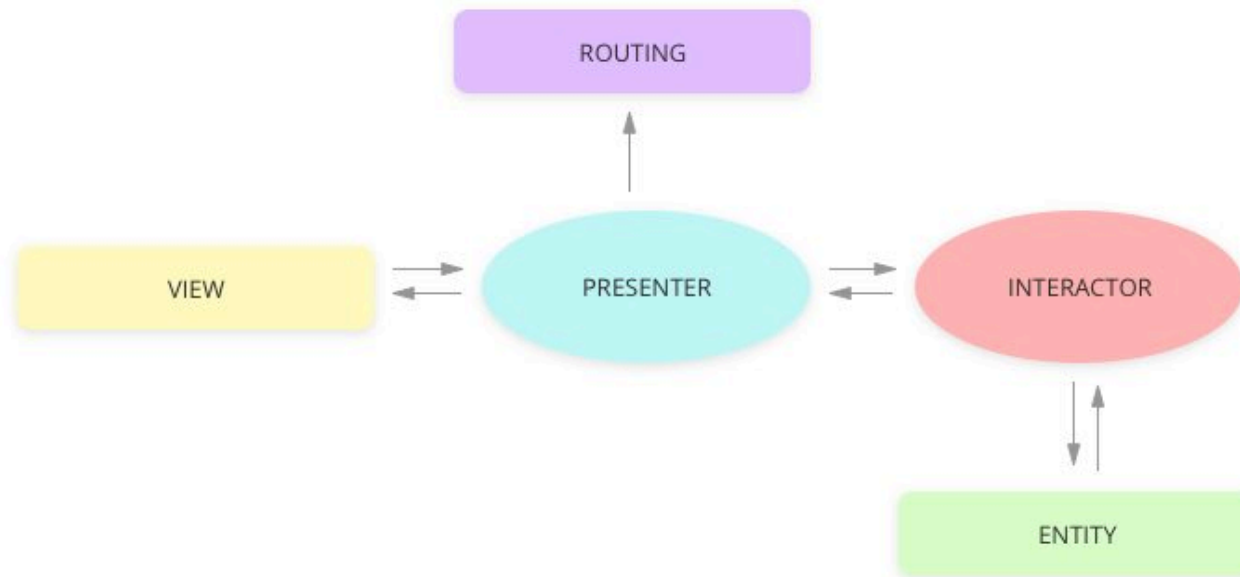 ROUTING
VIEW
PRESENTER
INTERACTOR
ENTITY